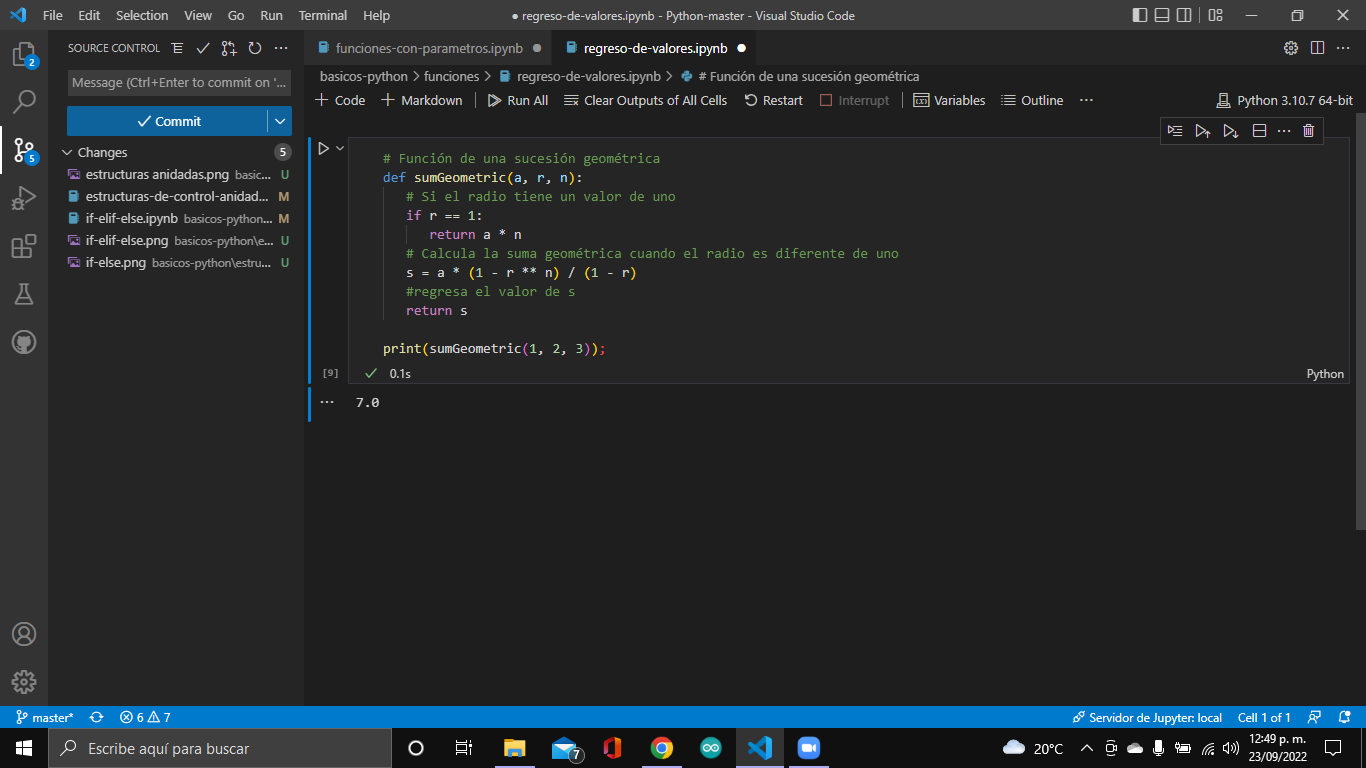 File Edit Selection View Go Run Terminal Help
● regreso-de-valores.ipynb - Python-master - Visual Studio Code
2
5
SOURCE CONTROL
Message (Ctrl+Enter to commit on '...
Commit
Changes 5
estructuras anidadas.png basic... U
estructuras-de-control-anidad... M
if-elif-else.ipynb basicos-python... M
if-elif-else.png basicos-python\e... U
if-else.png basicos-python\estru... U
funciones-con-parametros.ipynb
regreso-de-valores.ipynb
basicos-python > funciones > regreso-de-valores.ipynb > # Función de una sucesión geométrica
+ Code + Markdown Run All Clear Outputs of All Cells Restart Interrupt Variables Outline ...
Python 3.10.7 64-bit
# Función de una sucesión geométrica
def sumGeometric(a, r, n):
# Si el radio tiene un valor de uno
if r == 1:
return a * n
# Calcula la suma geométrica cuando el radio es diferente de uno
s = a * (1 - r ** n) / (1 - r)
#regresa el valor de s
return s
print(sumGeometric(1, 2, 3));
[9] 0.1s Python
7.0
master* 6 7
Servidor de Jupyter: local Cell 1 of 1
Escribe aquí para buscar
7
20°C
12:49 p. m.
23/09/2022